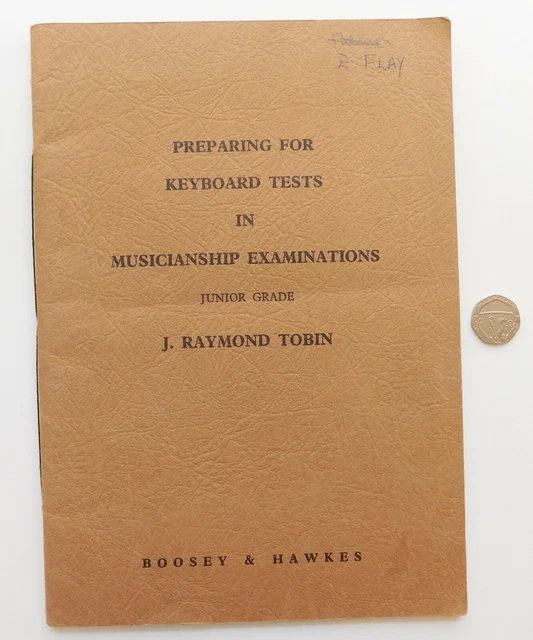 E FLAY
PREPARING FOR
KEYBOARD TESTS
IN
MUSICIANSHIP EXAMINATIONS
JUNIOR GRADE
J. RAYMOND TOBIN
BOOSEY & HAWKES